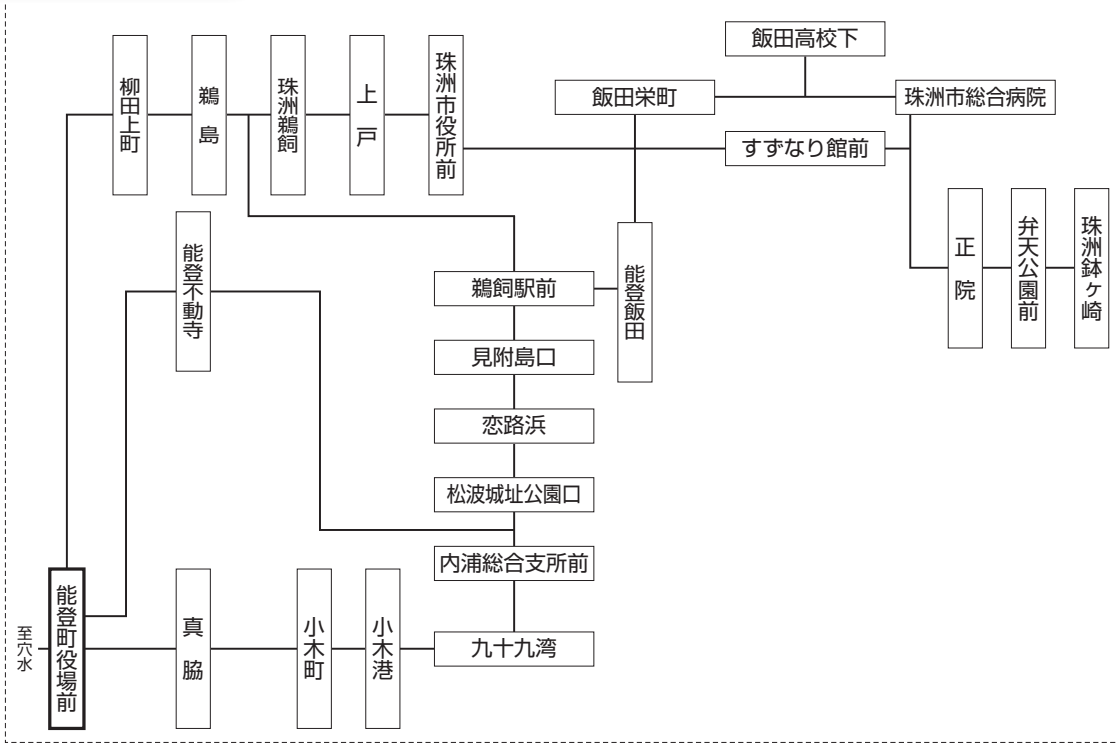 飯田高校下
柳田上町
鵜島
珠洲鵜飼
上戸
珠洲市役所前
飯田栄町
珠洲市総合病院
すずなり館前
能登不動寺
能登飯田
正院
弁天公園前
珠洲鉢ヶ崎
鵜飼駅前
見附島口
恋路浜
松波城址公園口
内浦総合支所前
至穴水
能登町役場前
真脇
小木町
小木港
九十九湾